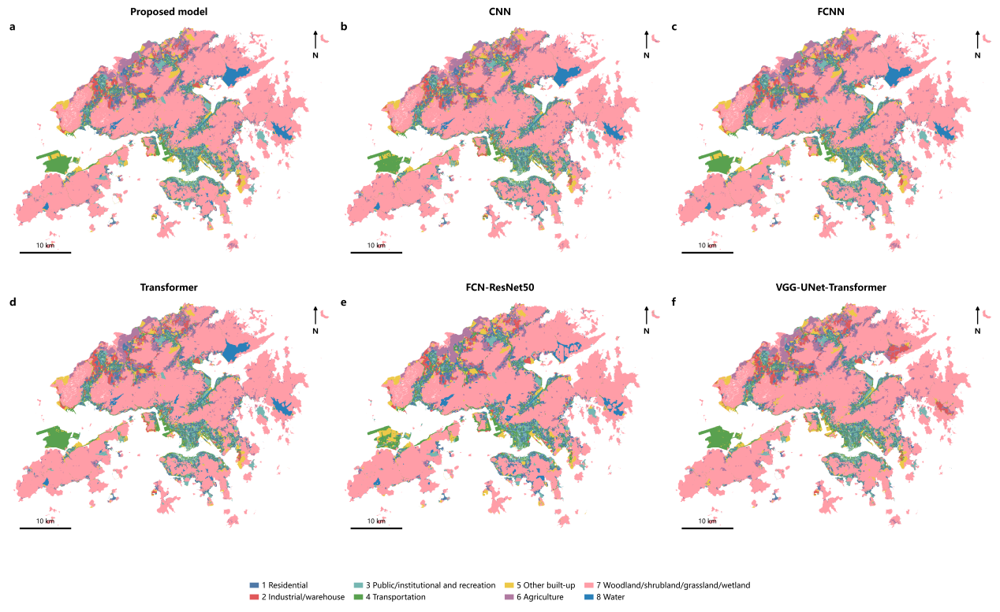 Proposed model
CNN
FCNN
a
b
c
N
N
N
10 km
10 km
10 km
Transformer
FCN-ResNet50
VGG-UNet-Transformer
d
e
f
N
N
N
10 km
10 km
10 km
1 Residential
3 Public/institutional and recreation
5 Other built-up
7 Woodland/shrubland/grassland/wetland
2 Industrial/warehouse
4 Transportation
6 Agriculture
8 Water